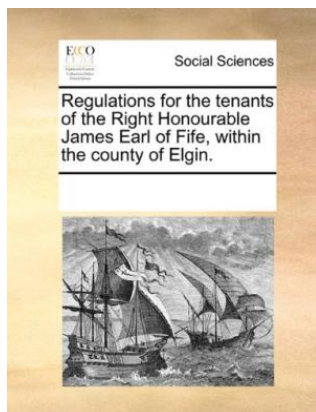 ECCO
Social Sciences
Regulations for the tenants
of the Right Honourable
James Earl of Fife, within
the county of Elgin.